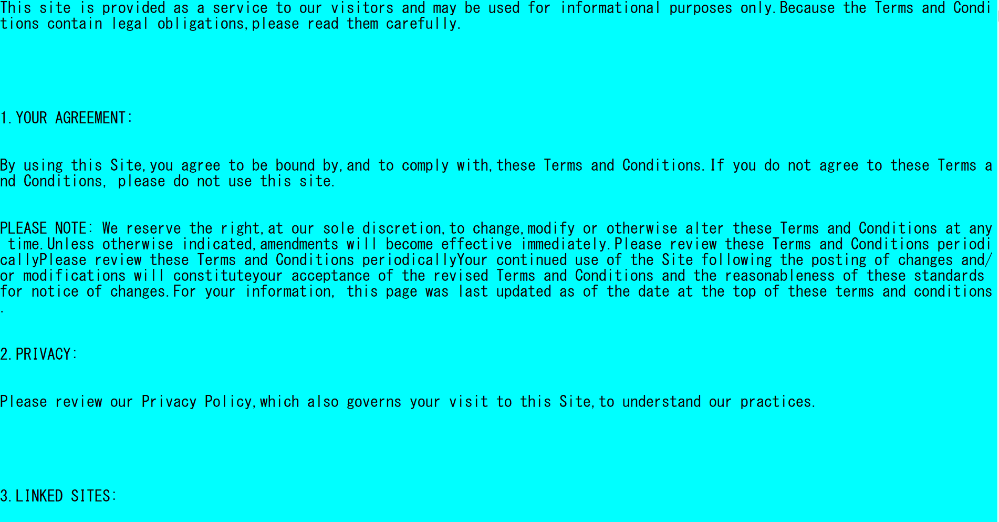 This site is provided as a service to our visitors and may be used for informational purposes only.Because the Terms and Condi
tions contain legal obligations,please read them carefully.
1.YOUR AGREEMENT:
By using this Site,you agree to be bound by,and to comply with,these Terms and Conditions.If you do not agree to these Terms a
nd Conditions, please do not use this site.
PLEASE NOTE: We reserve the right,at our sole discretion,to change,modify or otherwise alter these Terms and Conditions at any
 time.Unless otherwise indicated,amendments will become effective immediately.Please review these Terms and Conditions periodi
callyPlease review these Terms and Conditions periodicallyYour continued use of the Site following the posting of changes and/
or modifications will constituteyour acceptance of the revised Terms and Conditions and the reasonableness of these standards
for notice of changes.For your information, this page was last updated as of the date at the top of these terms and conditions
.
2.PRIVACY:
Please review our Privacy Policy,which also governs your visit to this Site,to understand our practices.
3.LINKED SITES: